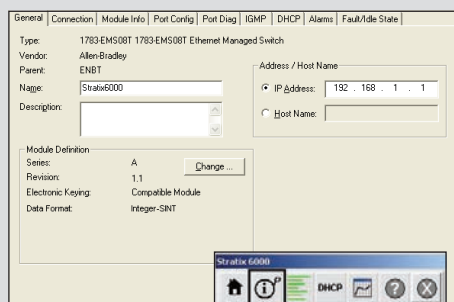 General Connection Module Info Port Config Port Diag IGMP DHCP Alarms Fault/Idle State
Type: 1783-EMS08T 1783-EMS08T Ethernet Managed Switch
Vendor: Allen-Bradley
Parent: ENBT
Name: Stratix6000
Description:
Address / Host Name
IP Address: 192 . 168 . 1 . 1
Host Name:
Module Definition
Series: A
Change ...
Revision: 1.1
Electronic Keying: Compatible Module
Data Format: Integer-SINT
Stratix 6000
DHCP